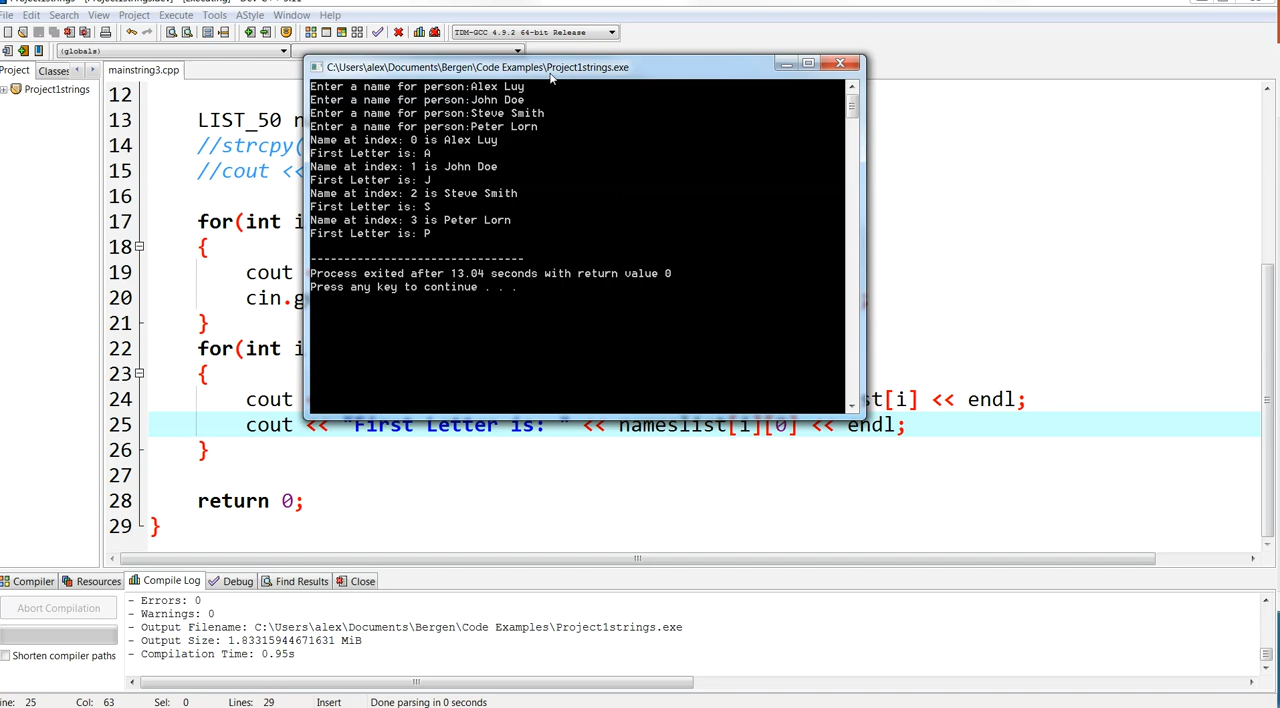 File Edit Search View Project Execute Tools AStyle Window Help
TDM-GCC 4.9.2 64-bit Release
(globals)
Project Classes mainstring3.cpp
Project1strings
C:\Users\alex\Documents\Bergen\Code Examples\Project1strings.exe
Enter a name for person:Alex Luy
Enter a name for person:John Doe
Enter a name for person:Steve Smith
Enter a name for person:Peter Lorn
Name at index: 0 is Alex Luy
First Letter is: A
Name at index: 1 is John Doe
First Letter is: J
Name at index: 2 is Steve Smith
First Letter is: S
Name at index: 3 is Peter Lorn
First Letter is: P
--------------------------------
Process exited after 13.04 seconds with return value 0
Press any key to continue . . .
12
13 LIST_50 n
14 //strcpy(
15 //cout <<
16
17 for(int i
18 {
19 cout
20 cin.g ;
21 }
22 for(int i
23 {
24 cout st[i] << endl;
25 cout << "First Letter is: " << nameslist[i][0] << endl;
26 }
27
28 return 0;
29 }
Compiler Resources Compile Log Debug Find Results Close
Abort Compilation
Shorten compiler paths
- Errors: 0
- Warnings: 0
- Output Filename: C:\Users\alex\Documents\Bergen\Code Examples\Project1strings.exe
- Output Size: 1.83315944671631 MiB
- Compilation Time: 0.95s
ine: 25 Col: 63 Sel: 0 Lines: 29 Insert Done parsing in 0 seconds